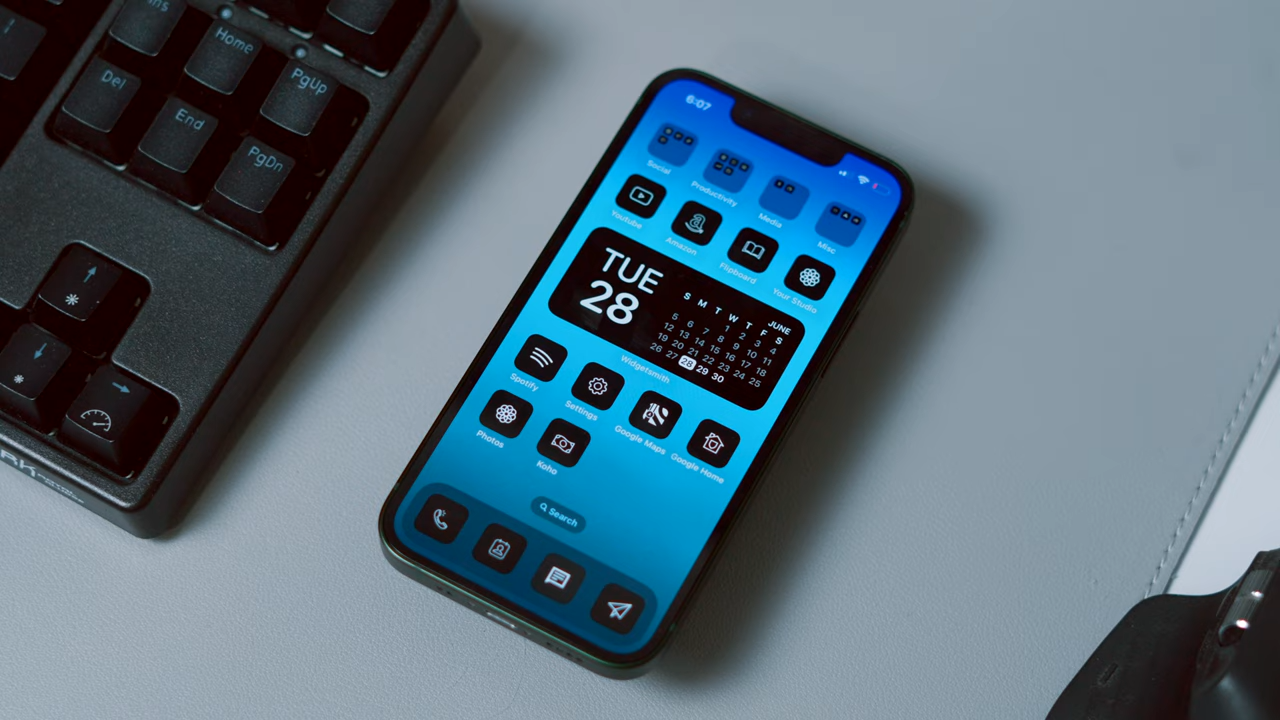 Ins
Home
PgUp
Del
End
PgDn
6:07
Social
Productivity
Media
Misc
Youtube
Amazon
Flipboard
Your Studio
TUE
28
JUNE
S M T W T F S
1 2 3 4
5 6 7 8 9 10 11
12 13 14 15 16 17 18
19 20 21 22 23 24 25
26 27 28 29 30
Widgetsmith
Spotify
Settings
Google Maps
Google Home
Photos
Koho
Search